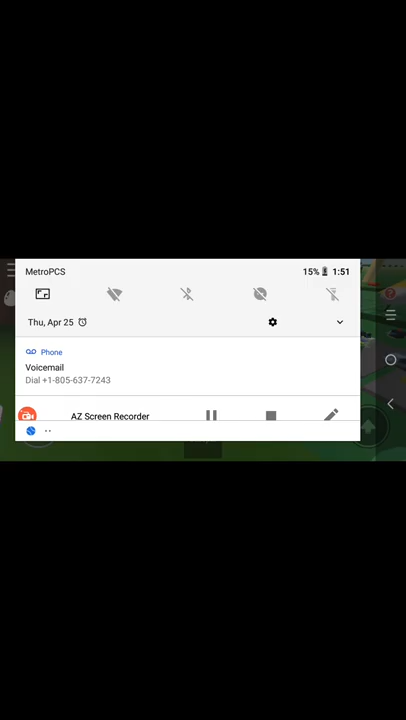 MetroPCS
15% 1:51
Thu, Apr 25
Phone
Voicemail
Dial +1-805-637-7243
AZ Screen Recorder